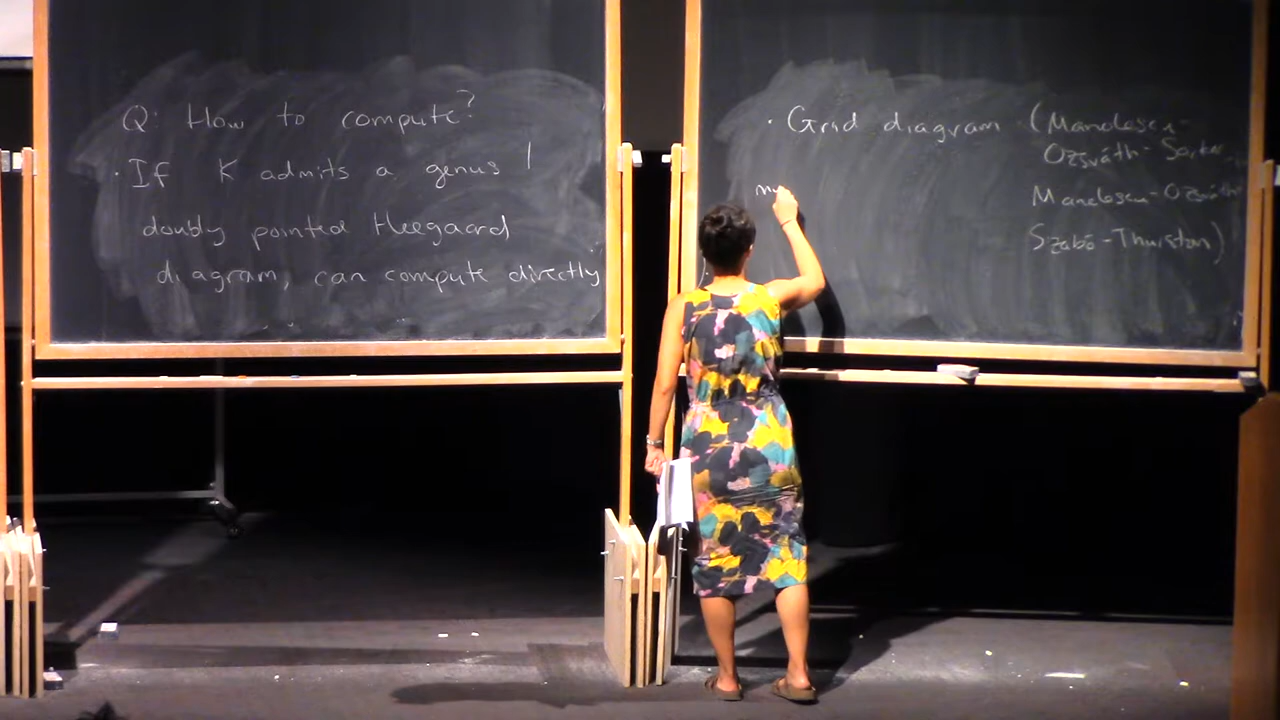 Q: How to compute?
· If K admits a genus 1
doubly pointed Heegaard
diagram, can compute directly
· Grid diagram (Manolescu-
Ozsváth-Sarkar
Manolescu-Ozsváth
Szabó-Thurston)